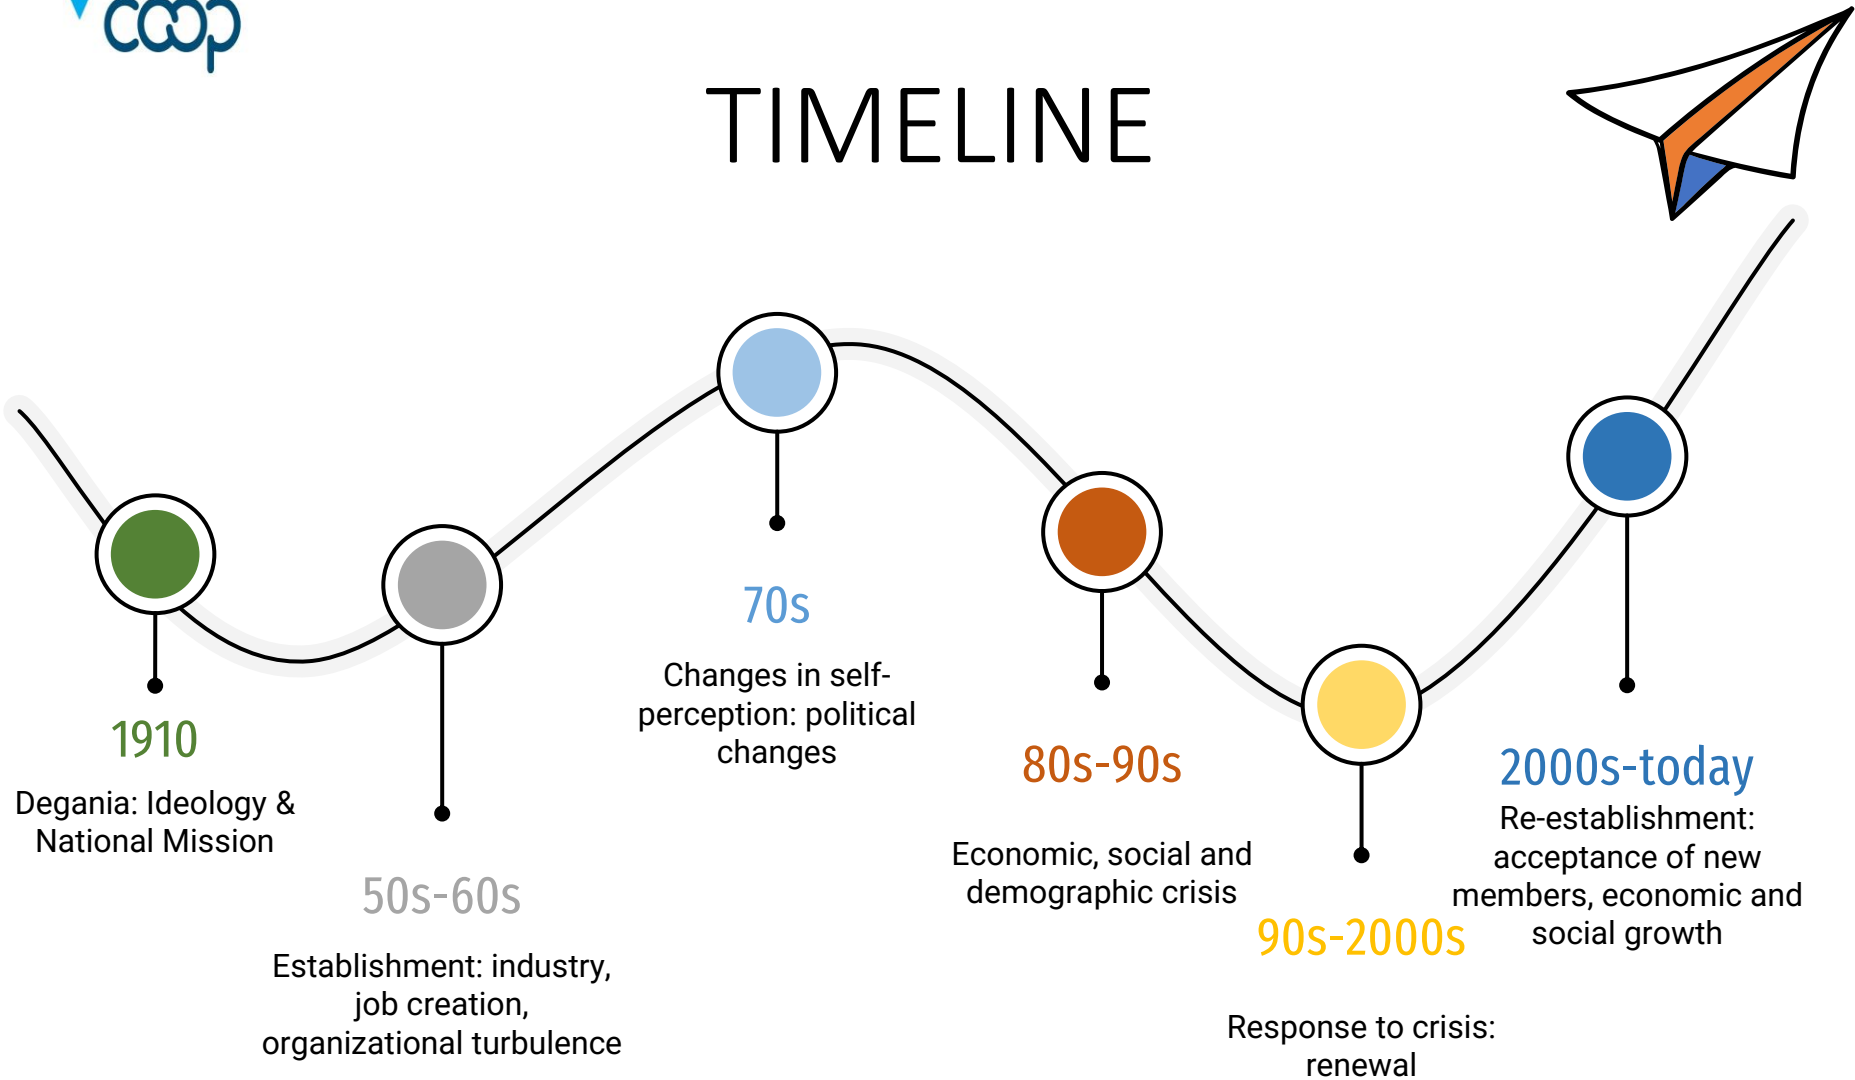 coop
TIMELINE
1910
Degania: Ideology &
National Mission
50s-60s
Establishment: industry,
job creation,
organizational turbulence
70s
Changes in self-
perception: political
changes
80s-90s
Economic, social and
demographic crisis
90s-2000s
Response to crisis:
renewal
2000s-today
Re-establishment:
acceptance of new
members, economic and
social growth